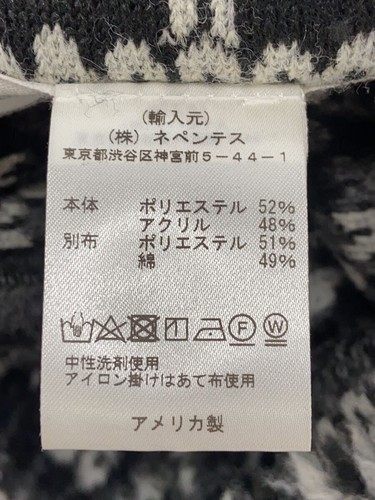 (輸入元)
(株) ネペンテス
東京都渋谷区神宮前5-44-1
本体 ポリエステル 52%
アクリル 48%
別布 ポリエステル 51%
綿 49%
F W
中性洗剤使用
アイロン掛けはあて布使用
アメリカ製